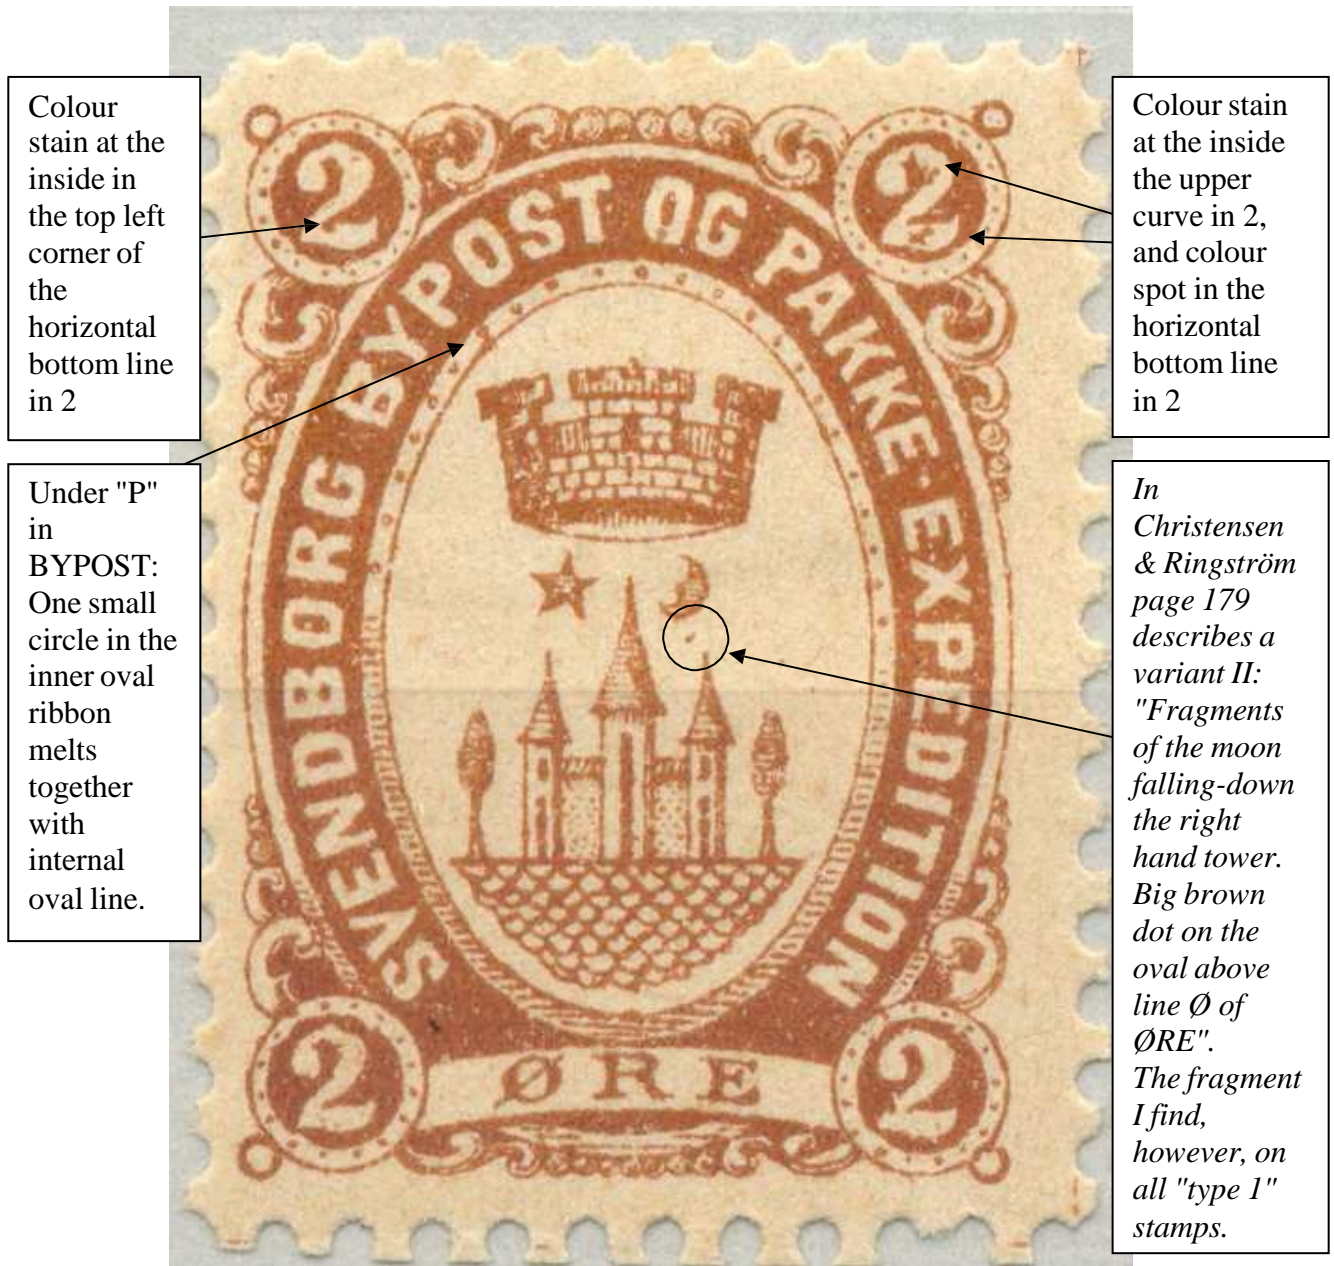 Colour
stain at the
inside in
the top left
corner of
the
horizontal
bottom line
in 2
Under "P"
in
BYPOST:
One small
circle in the
inner oval
ribbon
melts
together
with
internal
oval line.
2
2
SVENDBORG BYPOST OG PAKKE·EXPEDITION
2
ØRE
2
Colour stain
at the inside
the upper
curve in 2,
and colour
spot in the
horizontal
bottom line
in 2
In
Christensen
& Ringström
page 179
describes a
variant II:
"Fragments
of the moon
falling-down
the right
hand tower.
Big brown
dot on the
oval above
line Ø of
ØRE".
The fragment
I find,
however, on
all "type 1"
stamps.